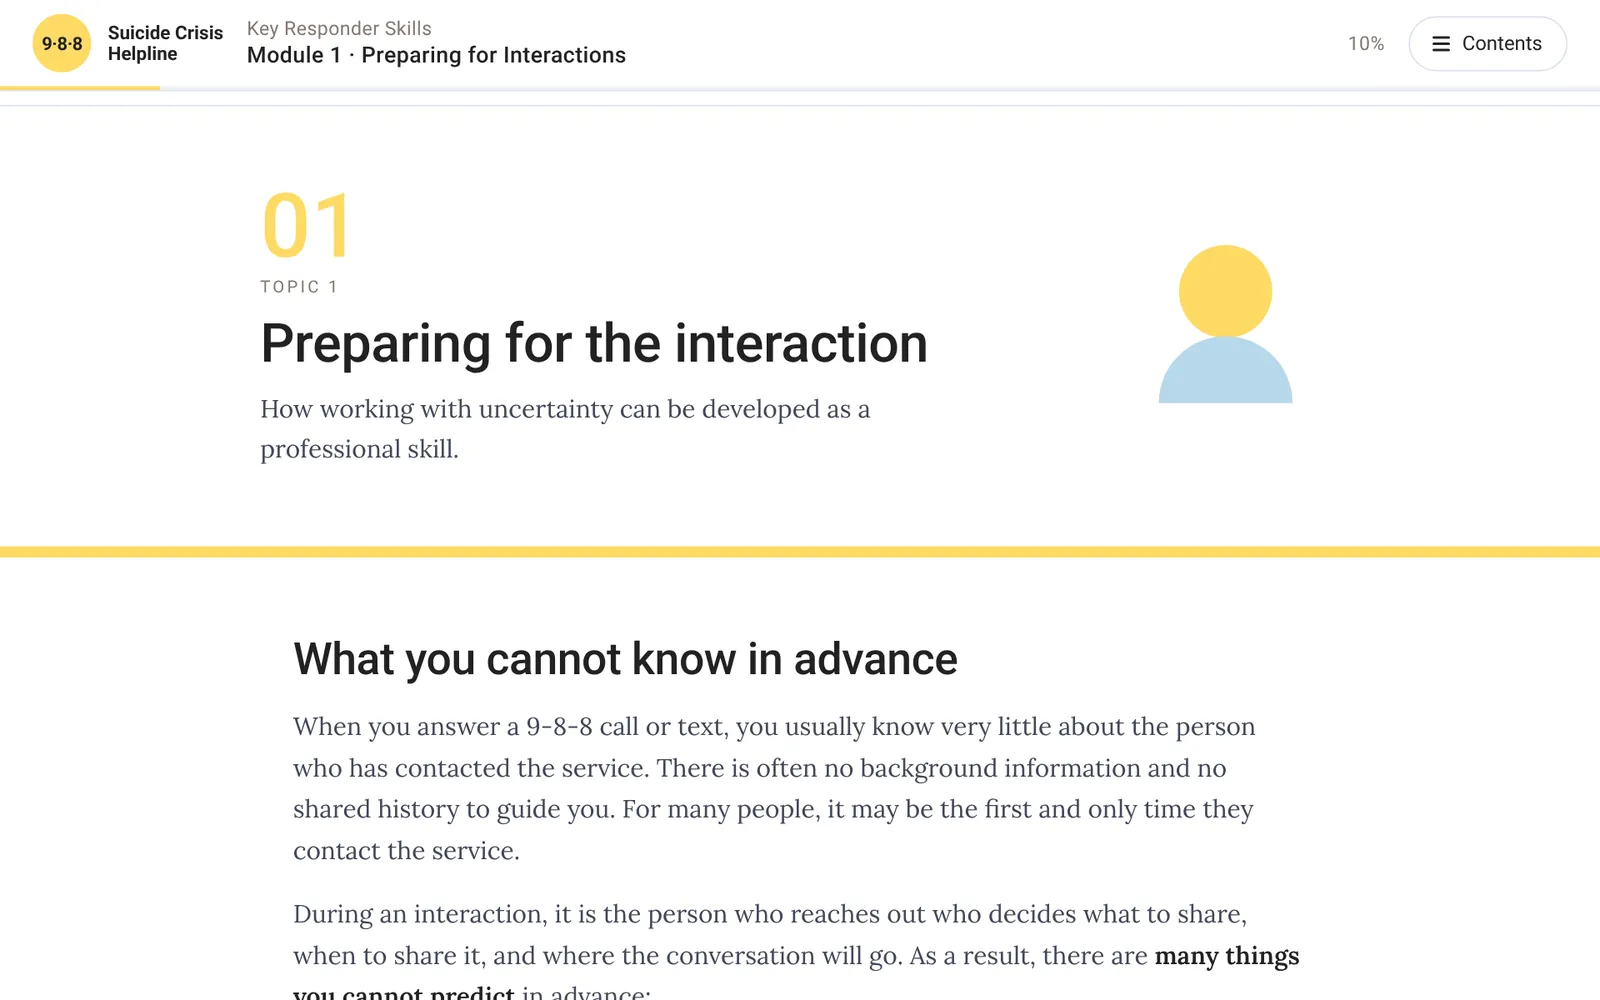 9·8·8
Suicide Crisis
Helpline
Key Responder Skills
Module 1 · Preparing for Interactions
10%
Contents
01
TOPIC 1
Preparing for the interaction
How working with uncertainty can be developed as a
professional skill.
What you cannot know in advance
When you answer a 9-8-8 call or text, you usually know very little about the person
who has contacted the service. There is often no background information and no
shared history to guide you. For many people, it may be the first and only time they
contact the service.
During an interaction, it is the person who reaches out who decides what to share,
when to share it, and where the conversation will go. As a result, there are many things
you cannot predict in advance: